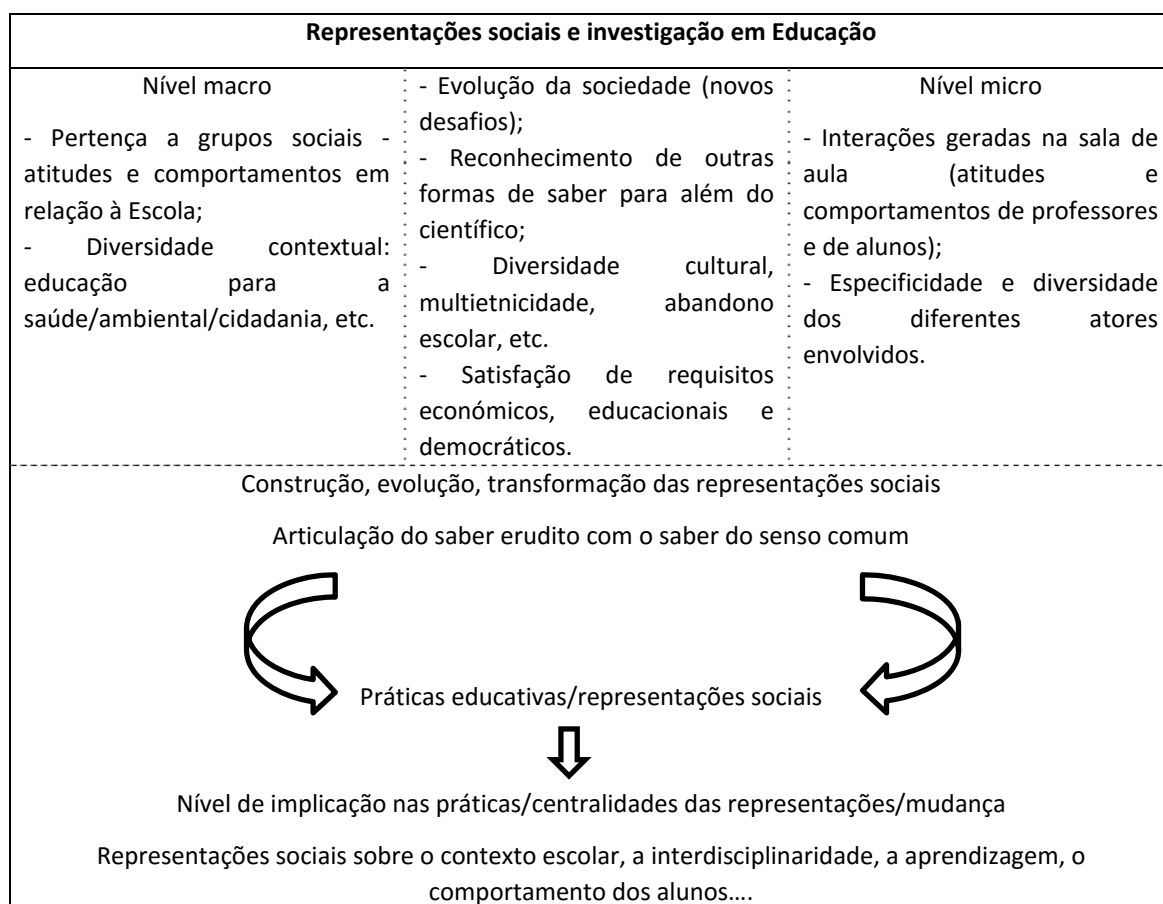 Representações sociais e investigação em Educação
Nível macro
- Pertença a grupos sociais -
atitudes e comportamentos em
relação à Escola;
- Diversidade contextual:
educação para a
saúde/ambiental/cidadania, etc.
- Evolução da sociedade (novos
desafios);
- Reconhecimento de outras
formas de saber para além do
científico;
- Diversidade cultural,
multietnicidade, abandono
escolar, etc.
- Satisfação de requisitos
económicos, educacionais e
democráticos.
Nível micro
- Interações geradas na sala de
aula (atitudes e
comportamentos de professores
e de alunos);
- Especificidade e diversidade
dos diferentes atores
envolvidos.
Construção, evolução, transformação das representações sociais
Articulação do saber erudito com o saber do senso comum
Práticas educativas/representações sociais
Nível de implicação nas práticas/centralidades das representações/mudança
Representações sociais sobre o contexto escolar, a interdisciplinaridade, a aprendizagem, o
comportamento dos alunos….